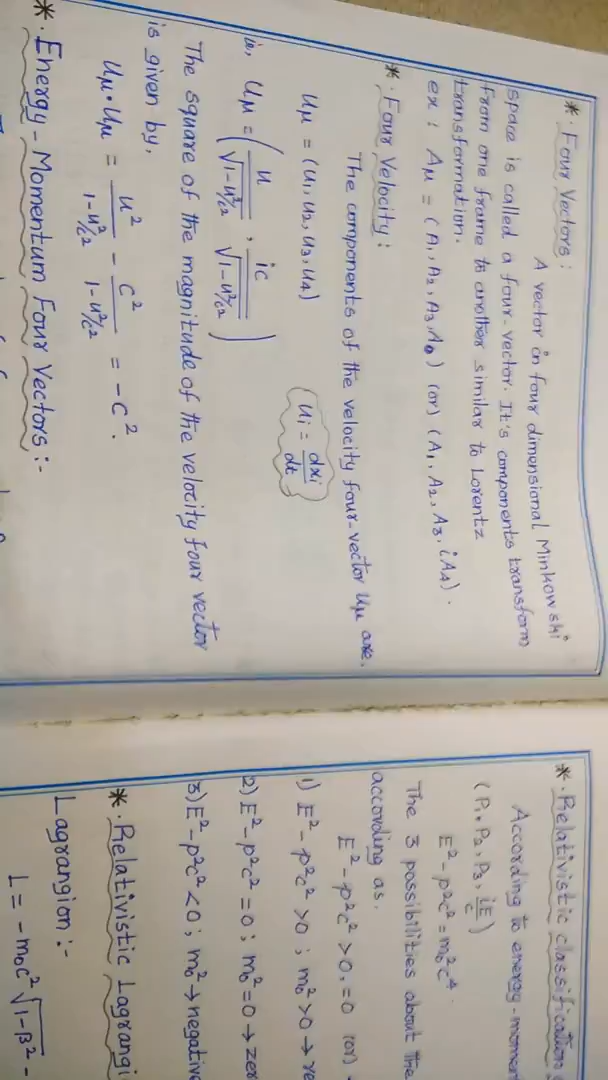 *. Four Vectors:
A vector in four dimensional Minkowski
space is called a four-vector. It's components transform
from one frame to another similar to Lorentz
transformation.
ex: Aμ = (A₁, A₂, A₃, A₀) (or) (A₁, A₂, A₃, iA₄).
*. Four Velocity:
The components of the velocity four-vector uμ are,
uμ = (u₁, u₂, u₃, u₄)
uᵢ = dxᵢ/dt
i.e, uμ = (u/√(1-u²/c²), ic/√(1-u²/c²))
The square of the magnitude of the velocity four vector
is given by,
uμ·uμ = u²/(1-u²/c²) - c²/(1-u²/c²) = -c².
*. Energy-Momentum Four Vectors:-
*. Relativistic classification
According to energy-momen
(P₁, P₂, P₃, iE/c)
E²-p²c² = m₀²c⁴.
The 3 possibilities about the
according as.
E²-p²c² >0, =0 (or)
1) E²-p²c² >0; m₀² >0 → re
2) E²-p²c² =0; m₀² =0 → zer
3) E²-p²c² <0; m₀² → negative
*. Relativistic Lagrangi
Lagrangion:-
L = -m₀c² √1-β² -